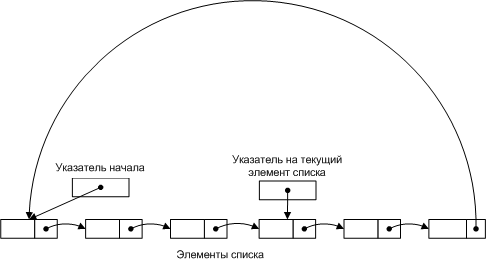 Указатель начала
Указатель на текущий
элемент списка
Элементы списка